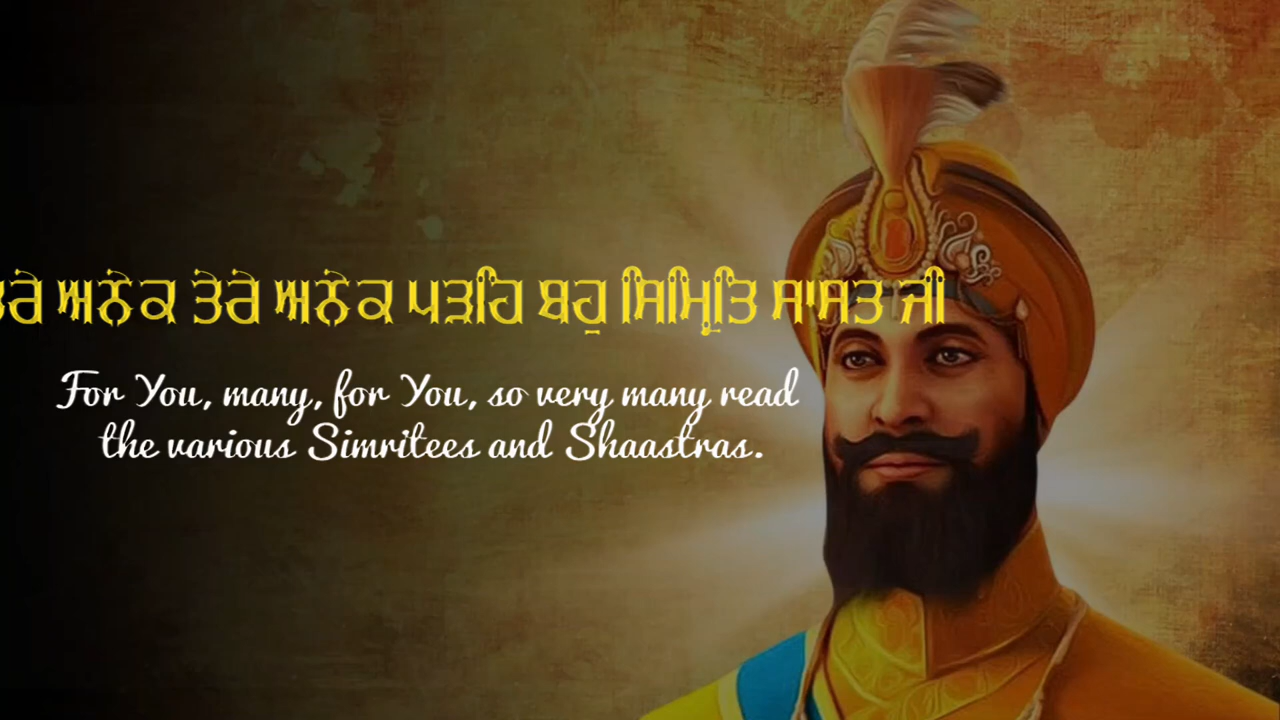 ਤੇਰੇ ਅਨੇਕ ਤੇਰੇ ਅਨੇਕ ਪੜਹਿ ਬਹੁ ਸਿਮ੍ਰਿਤਿ ਸਾਸਤ ਜੀ
For You, many, for You, so very many read
the various Simritees and Shaastras.